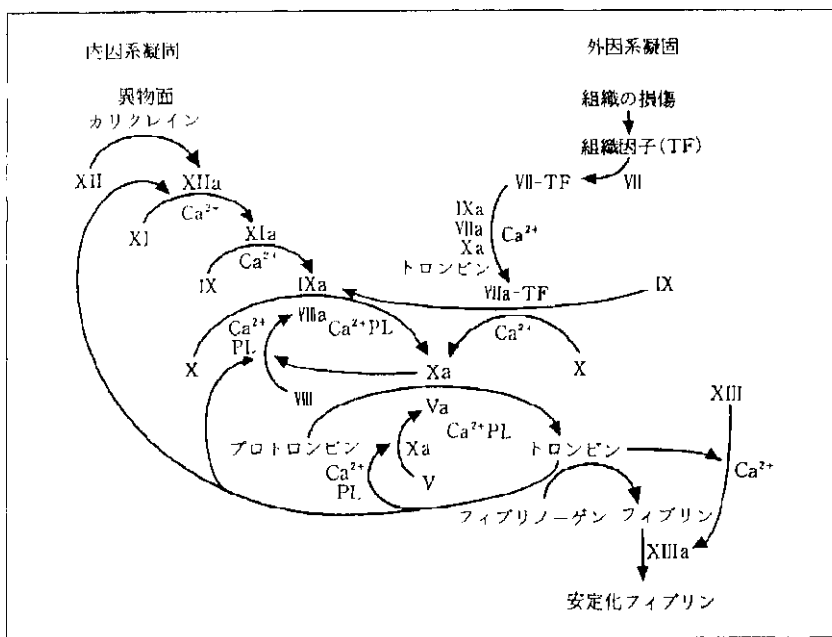 内因系凝固
外因系凝固
異物面
カリクレイン
組織の損傷
組織因子(TF)
XII
XIIa
VII-TF
VII
Ca²⁺
XI
XIa
IXa
VIIa
Xa
トロンビン
Ca²⁺
Ca²⁺
IX
IXa
VIIa-TF
IX
Ca²⁺
PL
VIIIa
Ca²⁺PL
Ca²⁺
X
Xa
X
VIII
XIII
Va
プロトロンビン
Xa
Ca²⁺PL
トロンビン
Ca²⁺
PL
V
Ca²⁺
フィブリノーゲン
フィブリン
XIIIa
安定化フィブリン